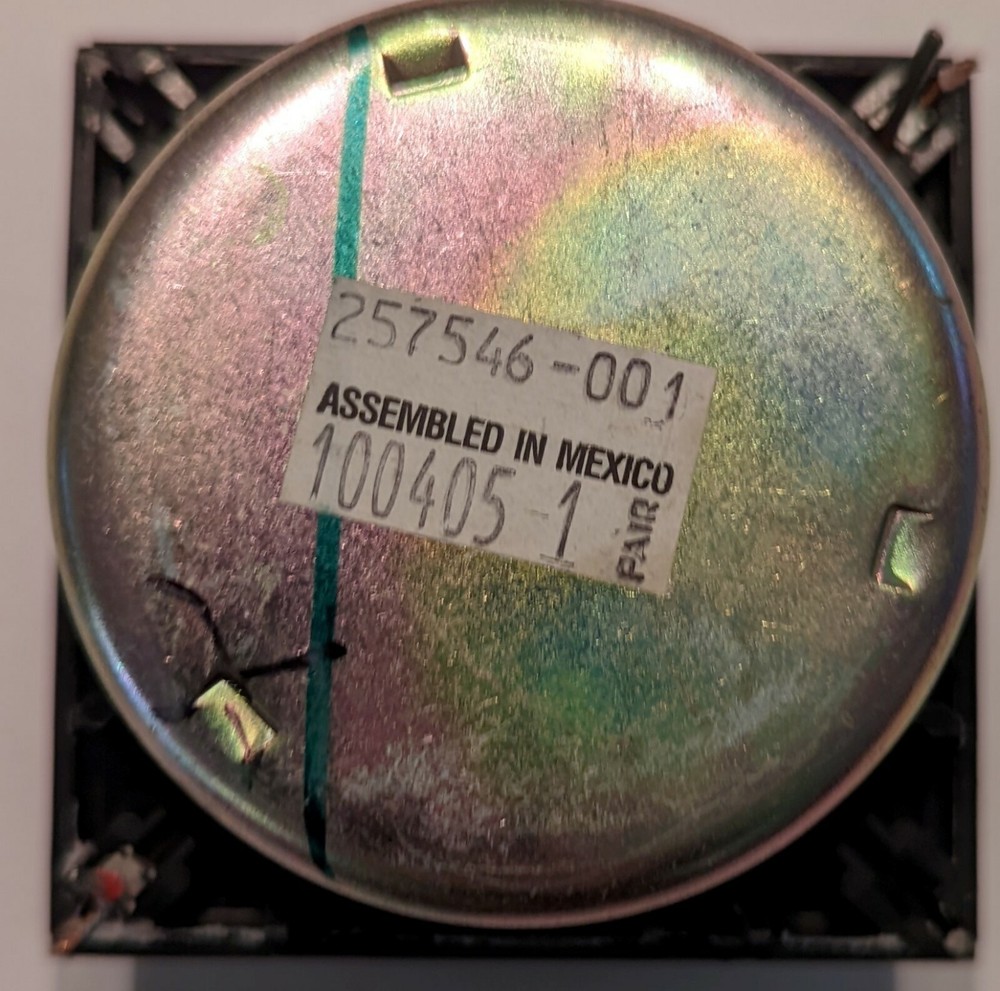 257546-001
ASSEMBLED IN MEXICO
100405-1
PAIR